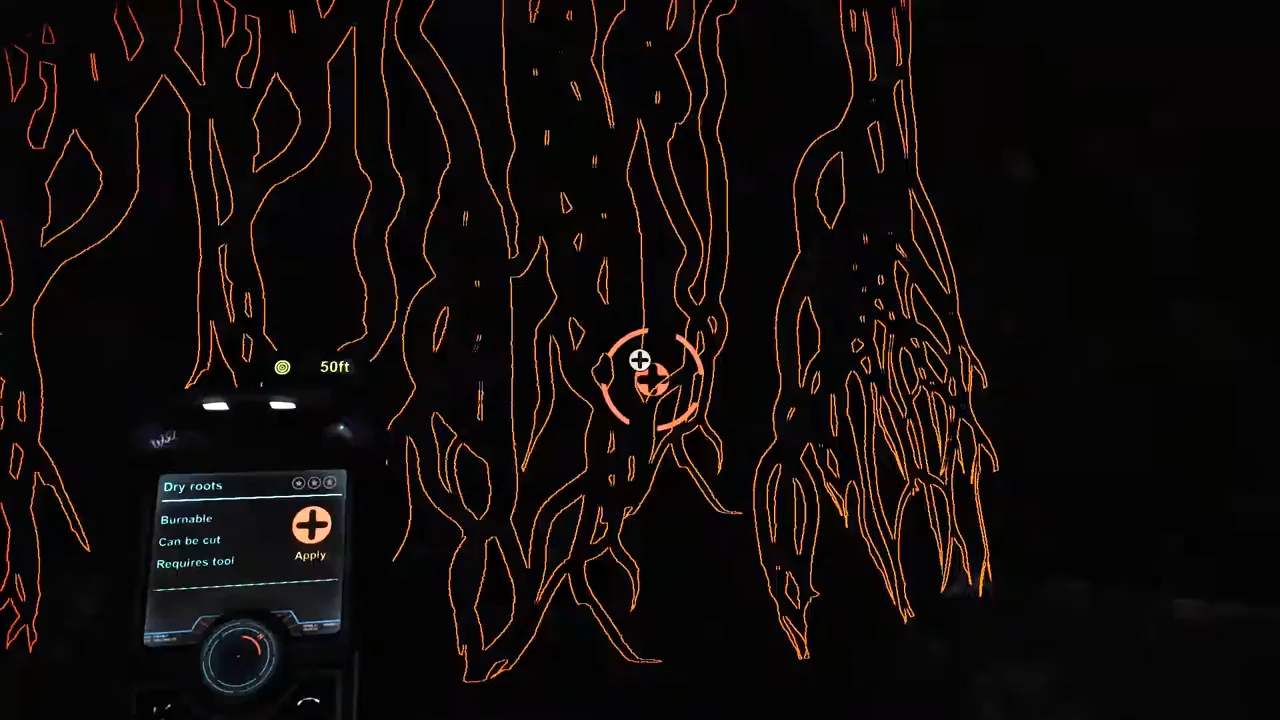 50ft
Dry roots
Burnable
Can be cut
Requires tool
Apply
N